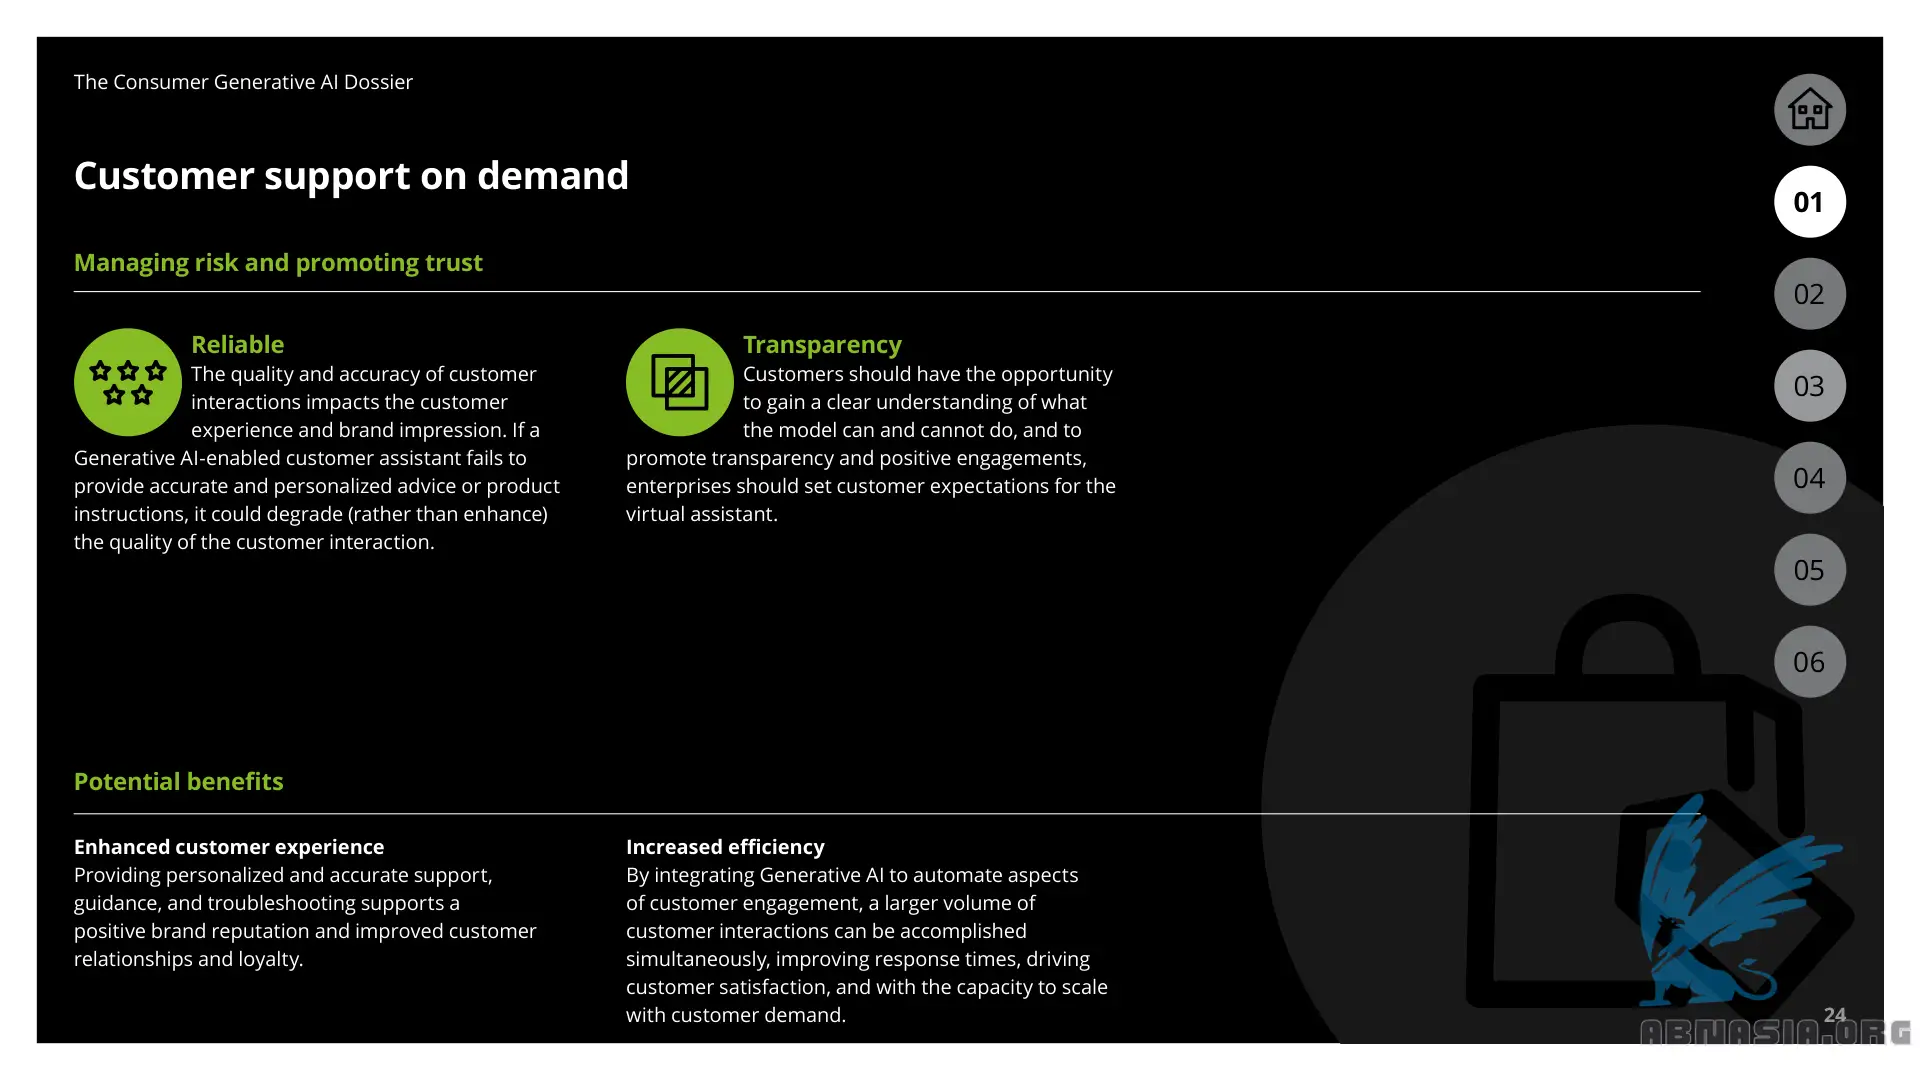 The Consumer Generative AI Dossier
Customer support on demand
Managing risk and promoting trust
Reliable
The quality and accuracy of customer
interactions impacts the customer
experience and brand impression. If a
Generative AI-enabled customer assistant fails to
provide accurate and personalized advice or product
instructions, it could degrade (rather than enhance)
the quality of the customer interaction.
Transparency
Customers should have the opportunity
to gain a clear understanding of what
the model can and cannot do, and to
promote transparency and positive engagements,
enterprises should set customer expectations for the
virtual assistant.
Potential benefits
Enhanced customer experience
Providing personalized and accurate support,
guidance, and troubleshooting supports a
positive brand reputation and improved customer
relationships and loyalty.
Increased efficiency
By integrating Generative AI to automate aspects
of customer engagement, a larger volume of
customer interactions can be accomplished
simultaneously, improving response times, driving
customer satisfaction, and with the capacity to scale
with customer demand.
01
02
03
04
05
06
24
ABNASIA.ORG